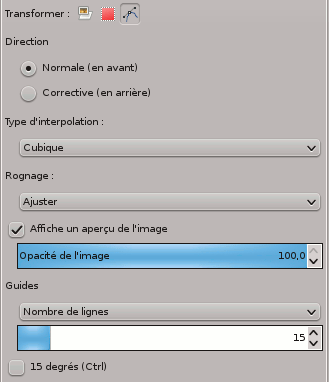 Transformer :
Direction
Normale (en avant)
Corrective (en arrière)
Type d'interpolation :
Cubique
Rognage :
Ajuster
Affiche un aperçu de l'image
Opacité de l'image 100,0
Guides
Nombre de lignes
15
15 degrés (Ctrl)